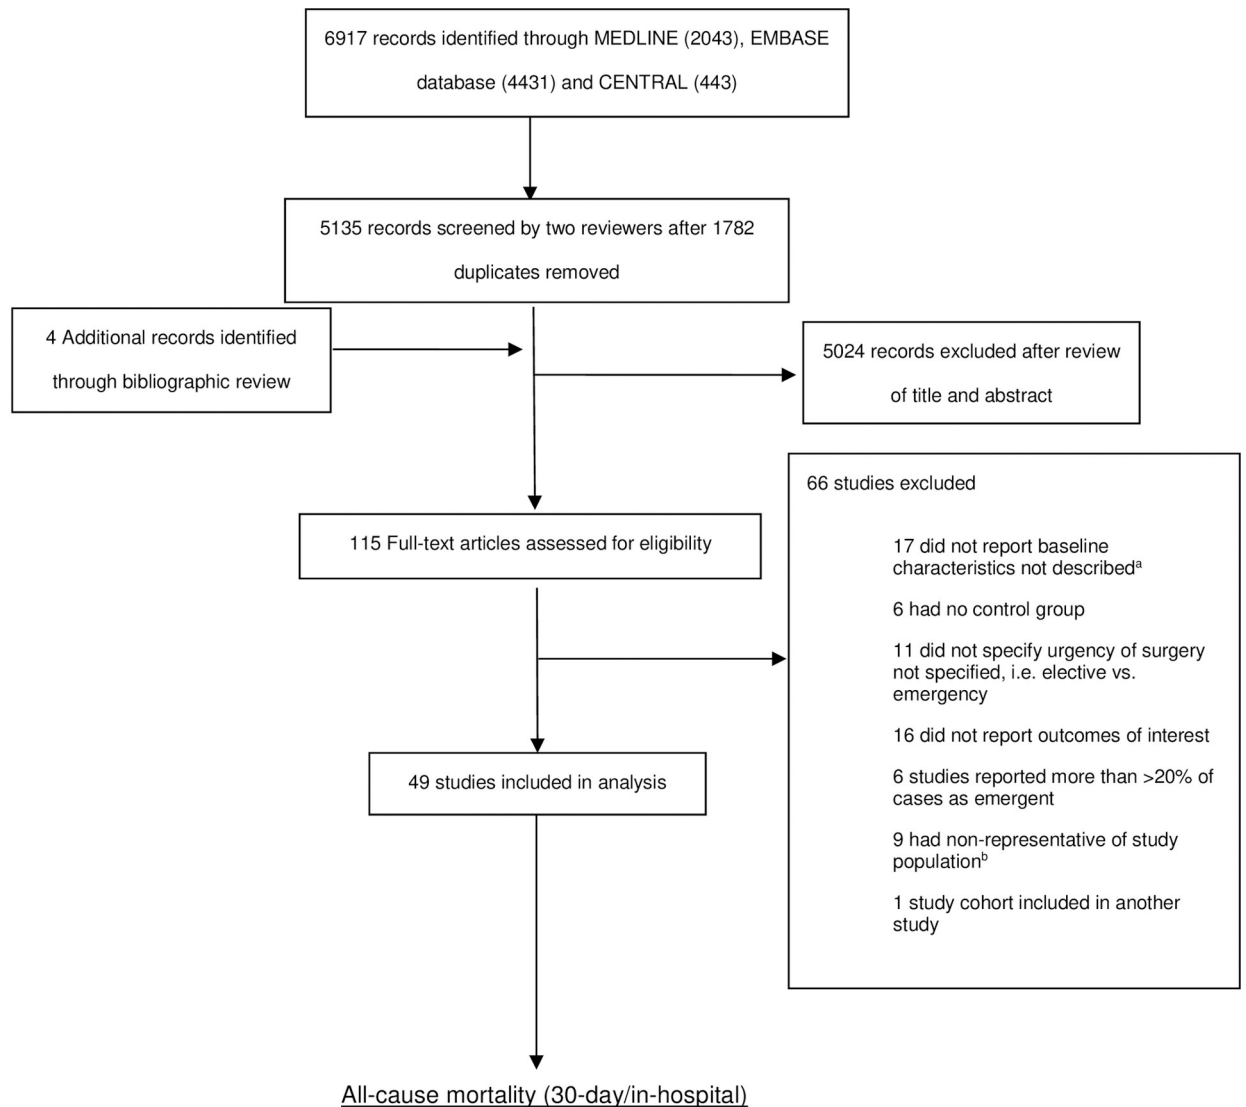 6917 records identified through MEDLINE (2043), EMBASE
database (4431) and CENTRAL (443)
5135 records screened by two reviewers after 1782
duplicates removed
4 Additional records identified
through bibliographic review
5024 records excluded after review
of title and abstract
66 studies excluded
17 did not report baseline
characteristics not describedᵃ
6 had no control group
11 did not specify urgency of surgery
not specified, i.e. elective vs.
emergency
16 did not report outcomes of interest
6 studies reported more than >20% of
cases as emergent
9 had non-representative of study
populationᵇ
1 study cohort included in another
study
115 Full-text articles assessed for eligibility
49 studies included in analysis
All-cause mortality (30-day/in-hospital)